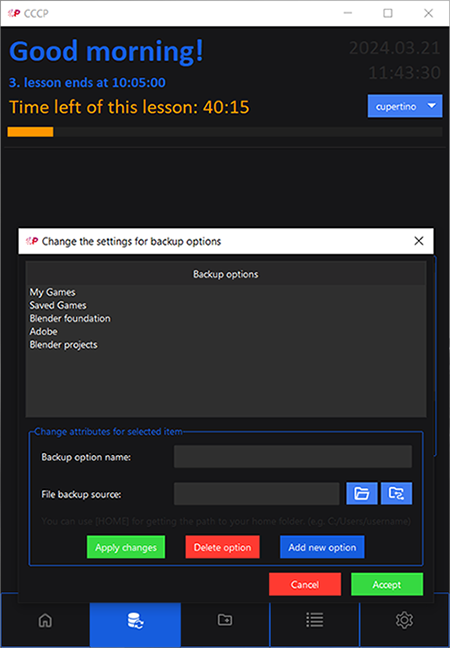 CCCP
Good morning!
2024.03.21
11:43:30
3. lesson ends at 10:05:00
Time left of this lesson: 40:15
cupertino
Change the settings for backup options
Backup options
My Games
Saved Games
Blender foundation
Adobe
Blender projects
Change attributes for selected item
Backup option name:
File backup source:
You can use [HOME] for getting the path to your home folder. (e.g. C:/Users/username)
Apply changes
Delete option
Add new option
Cancel
Accept